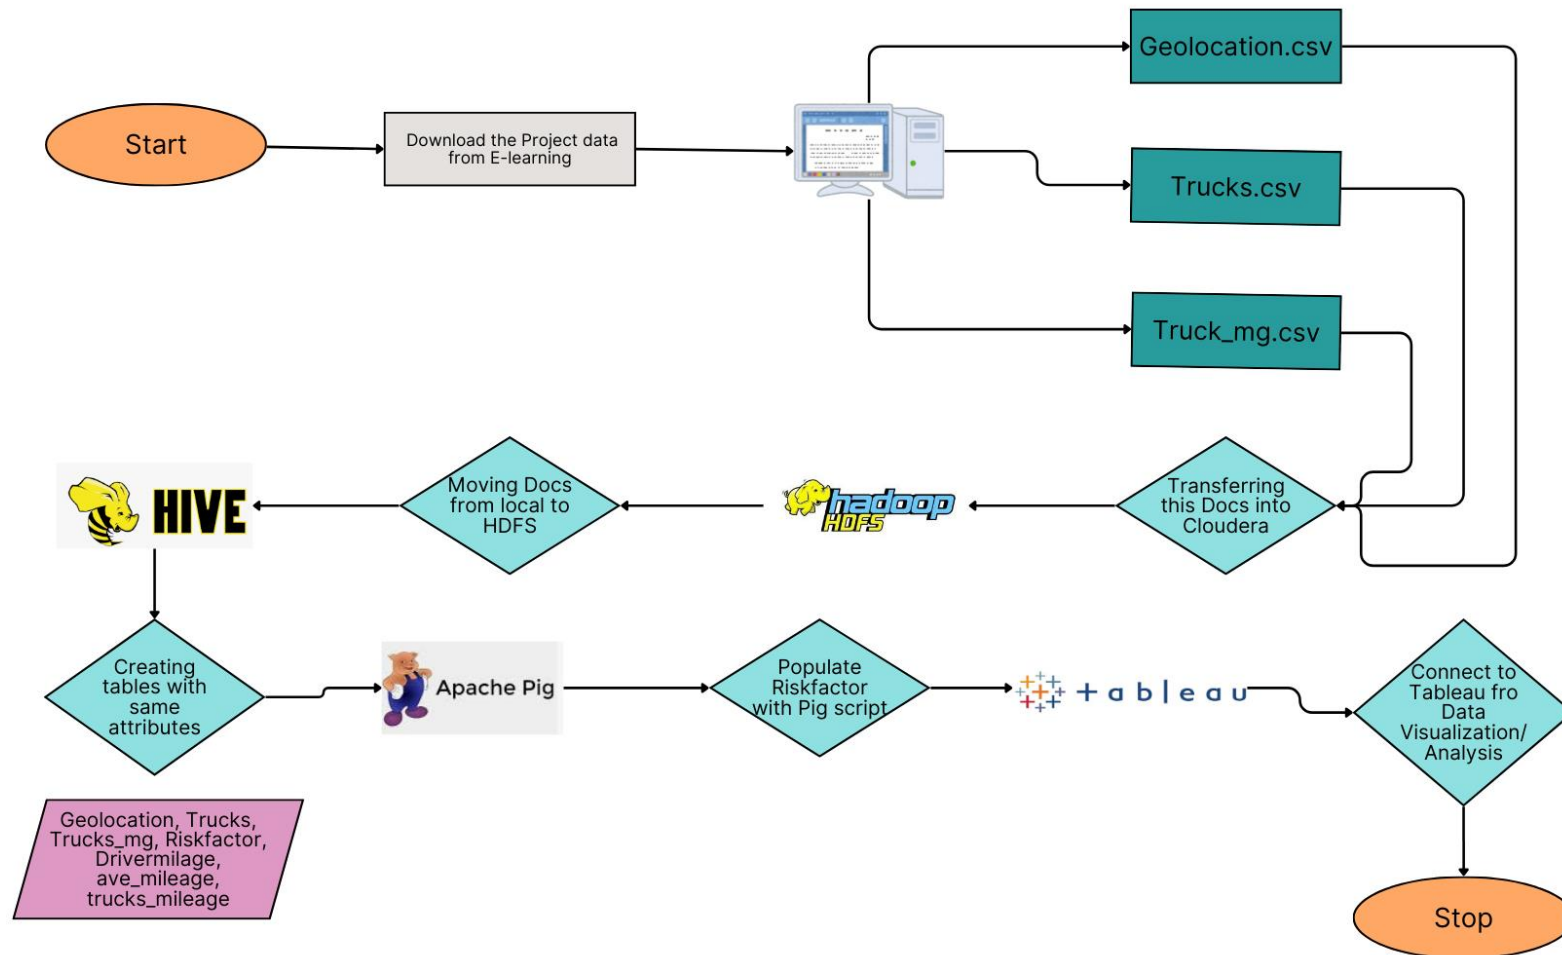 Start
Download the Project data
from E-learning
Geolocation.csv
Trucks.csv
Truck_mg.csv
Transferring
this Docs into
Cloudera
hadoop
HDFS
Moving Docs
from local to
HDFS
HIVE
Creating
tables with
same
attributes
Geolocation, Trucks,
Trucks_mg, Riskfactor,
Drivermilage,
ave_mileage,
trucks_mileage
Apache Pig
Populate
Riskfactor
with Pig script
tableau
Connect to
Tableau fro
Data
Visualization/
Analysis
Stop